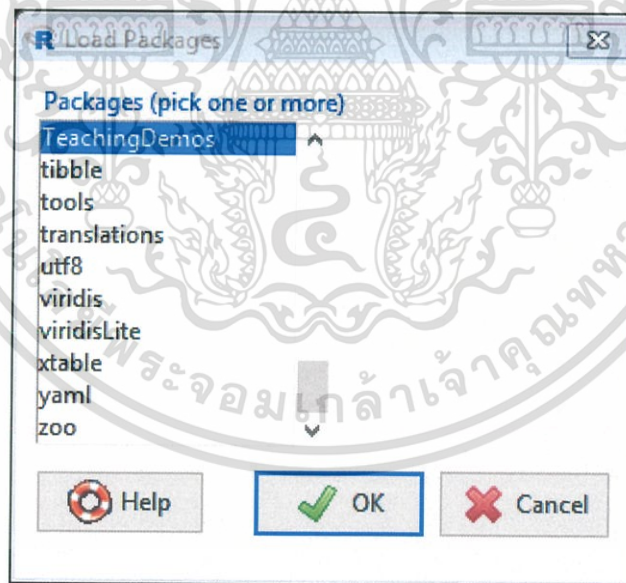 Load Packages
Packages (pick one or more)
TeachingDemos
tibble
tools
translations
utf8
viridis
viridisLite
xtable
yaml
zoo
Help
OK
Cancel